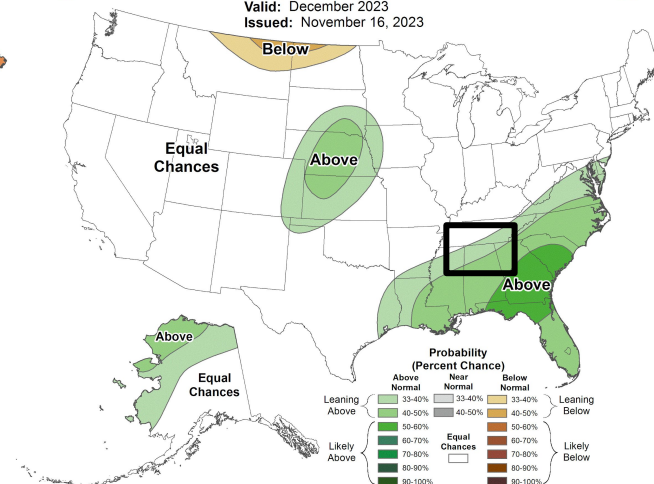 Valid: December 2023
Issued: November 16, 2023
Below
Equal
Chances
Above
Above
Above
Equal
Chances
Probability
(Percent Chance)
Above
Normal
Near
Normal
Below
Normal
Leaning
Above
33-40%
33-40%
33-40%
Leaning
Below
40-50%
40-50%
40-50%
Likely
Above
50-60%
50-60%
Likely
Below
60-70%
60-70%
Equal
Chances
70-80%
70-80%
80-90%
80-90%
90-100%
90-100%